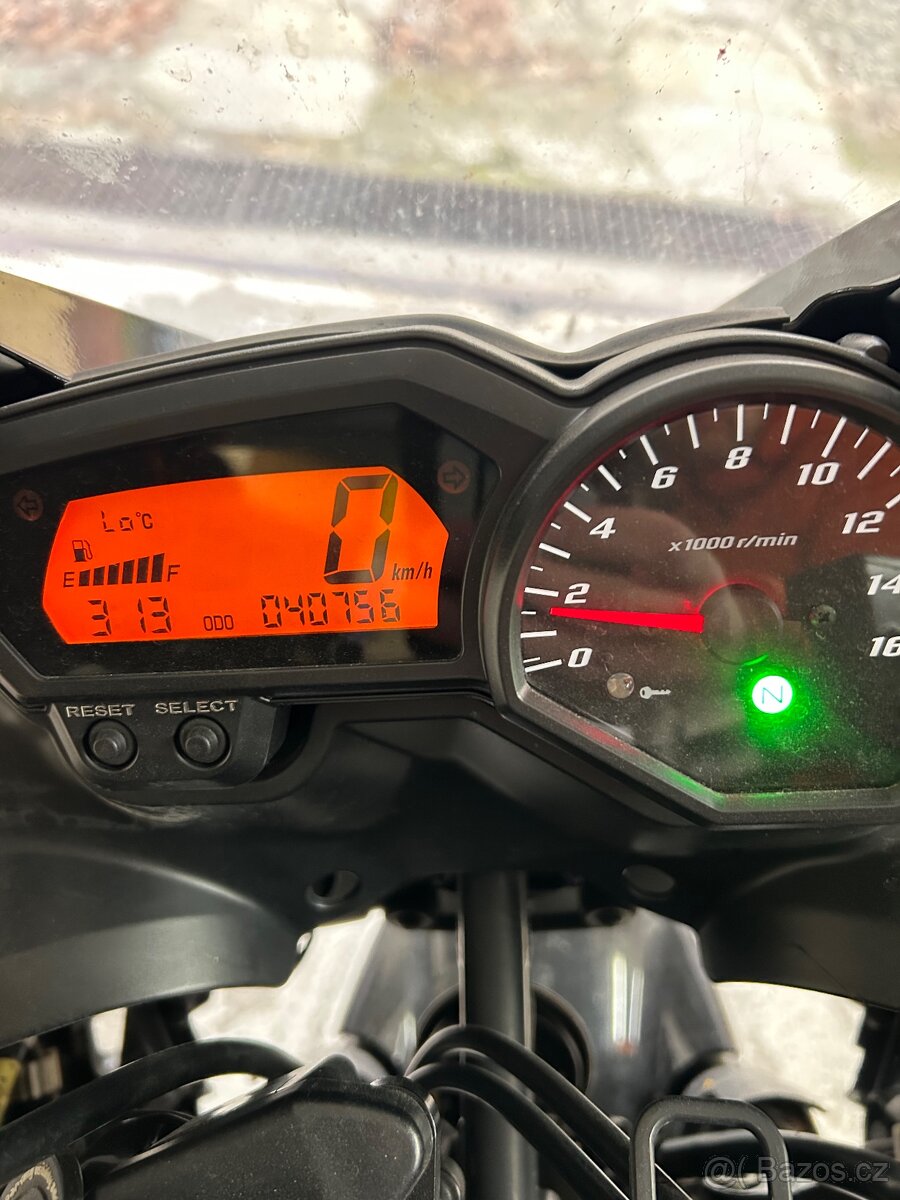 Lo°C
0
km/h
E F
3 13 ODO 040756
RESET SELECT
0 2 4 6 8 10 12 14 16
x1000 r/min
N
@( Bazos.cz